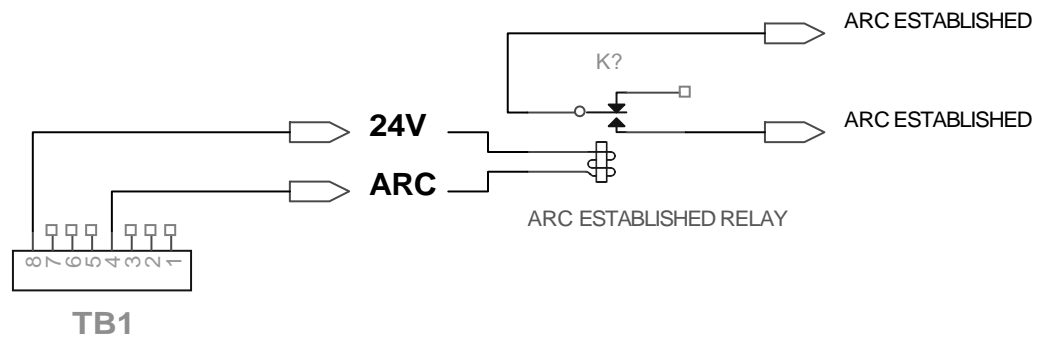 ARC ESTABLISHED
K?
24V
ARC ESTABLISHED
ARC
ARC ESTABLISHED RELAY
8 7 6 5 4 3 2 1
TB1